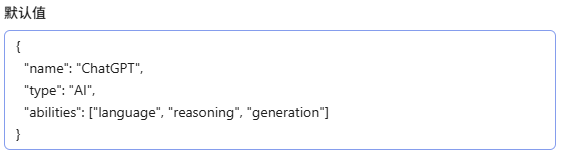 默认值
{
"name": "ChatGPT",
"type": "AI",
"abilities": ["language", "reasoning", "generation"]
}